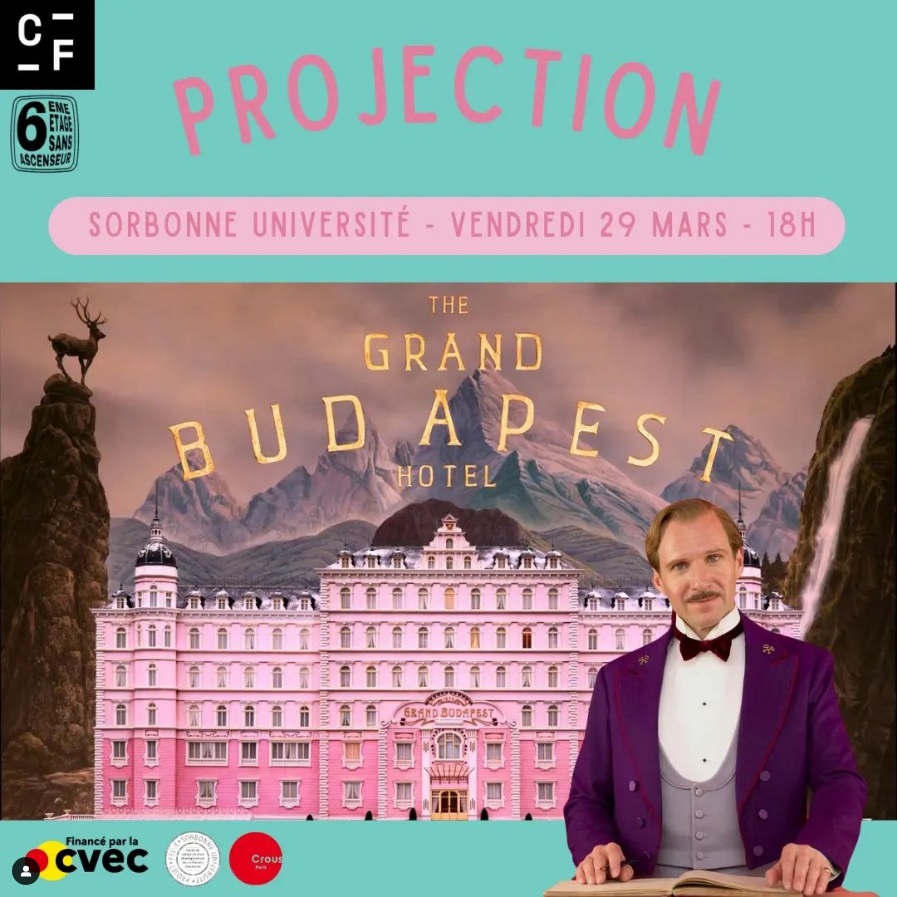 C
F
6
EME
ETAGE
SANS
ASCENSEUR
PROJECTION
SORBONNE UNIVERSITÉ - VENDREDI 29 MARS - 18H
THE
GRAND
BUDAPEST
HOTEL
GRAND BUDAPEST
Financé par la
cvec
Crous
Paris